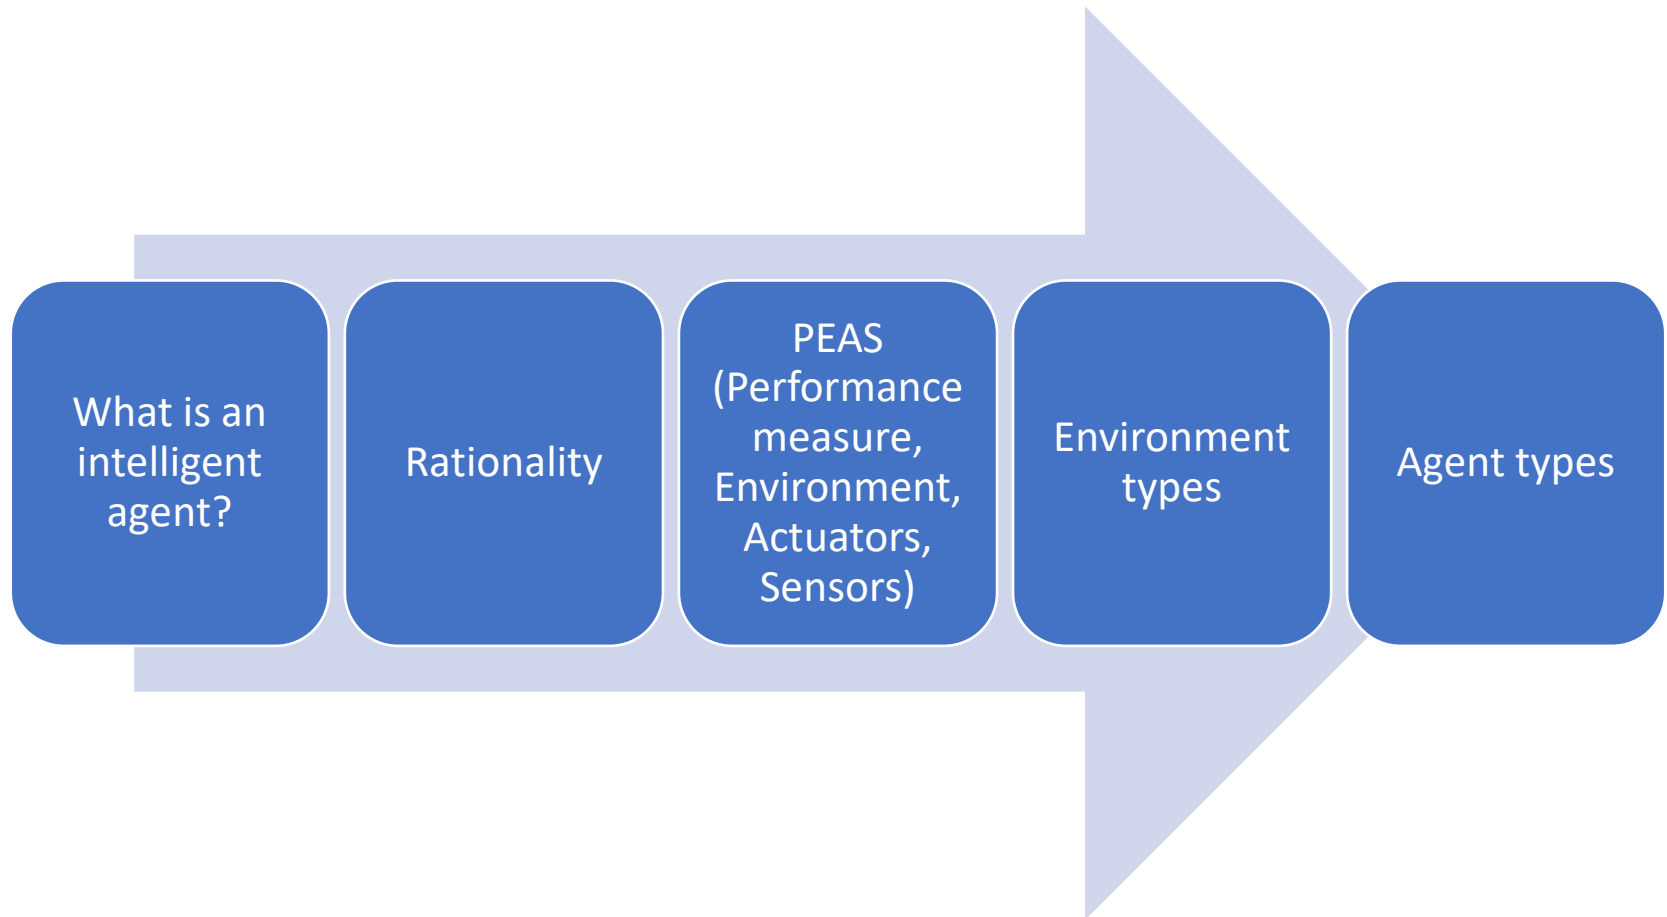 What is an
intelligent
agent?
Rationality
PEAS
(Performance
measure,
Environment,
Actuators,
Sensors)
Environment
types
Agent types